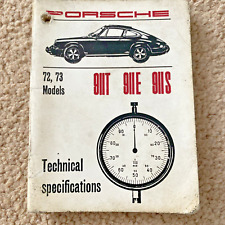 PORSCHE
72, 73
Models
911T 911E 911S
Technical
specifications